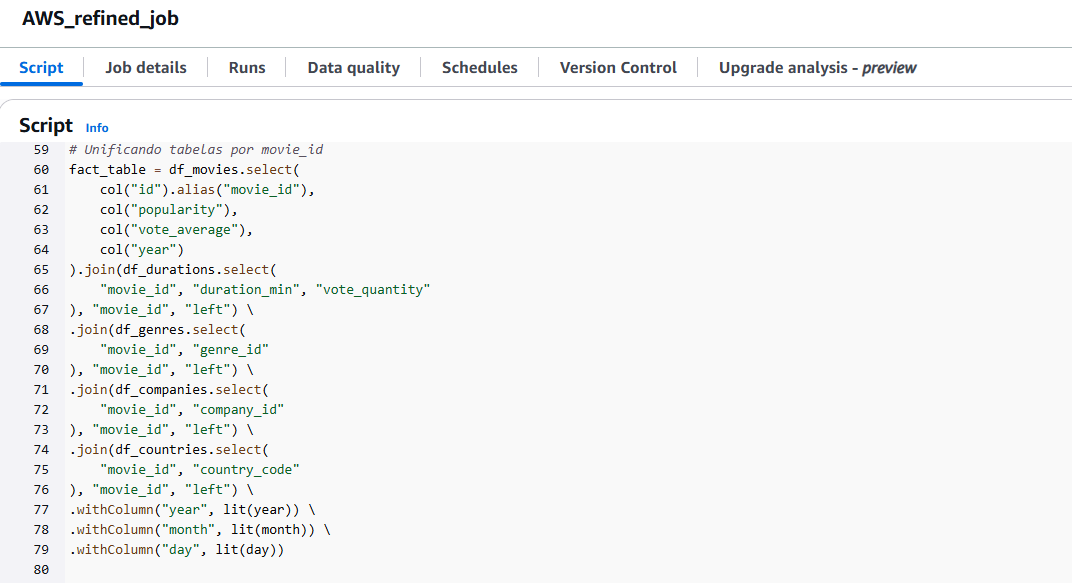 AWS_refined_job
Script Job details Runs Data quality Schedules Version Control Upgrade analysis - preview
Script Info
59 # Unificando tabelas por movie_id
60 fact_table = df_movies.select(
61     col("id").alias("movie_id"),
62     col("popularity"),
63     col("vote_average"),
64     col("year")
65 ).join(df_durations.select(
66     "movie_id", "duration_min", "vote_quantity"
67 ), "movie_id", "left") \
68 .join(df_genres.select(
69     "movie_id", "genre_id"
70 ), "movie_id", "left") \
71 .join(df_companies.select(
72     "movie_id", "company_id"
73 ), "movie_id", "left") \
74 .join(df_countries.select(
75     "movie_id", "country_code"
76 ), "movie_id", "left") \
77 .withColumn("year", lit(year)) \
78 .withColumn("month", lit(month)) \
79 .withColumn("day", lit(day))
80